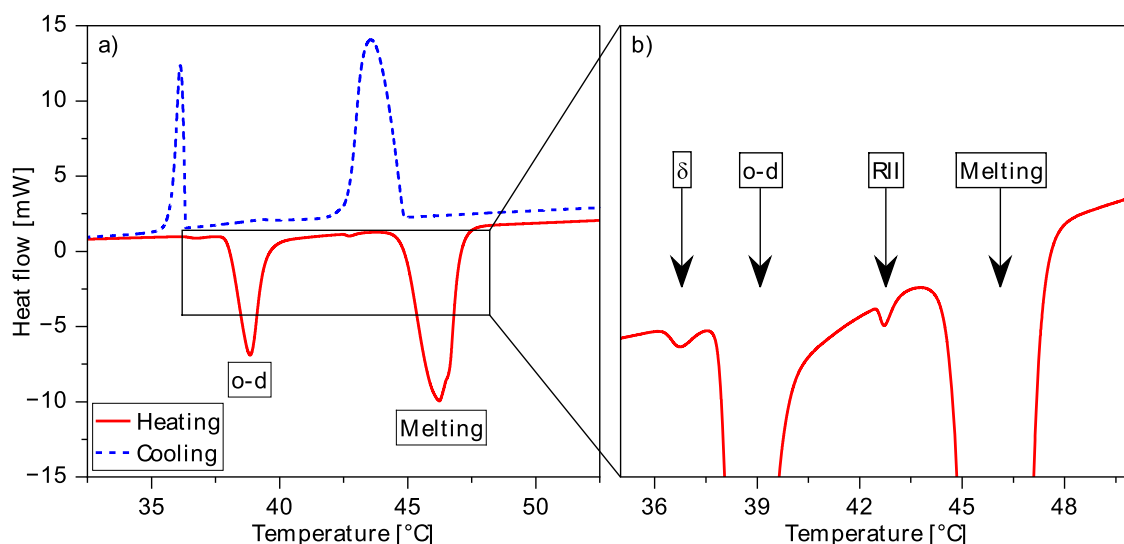 a)
15
10
5
0
−5
−10
−15
Heat flow [mW]
o-d
Melting
Heating
Cooling
35
40
45
50
Temperature [°C]
b)
δ
o-d
RII
Melting
36
39
42
45
48
Temperature [°C]